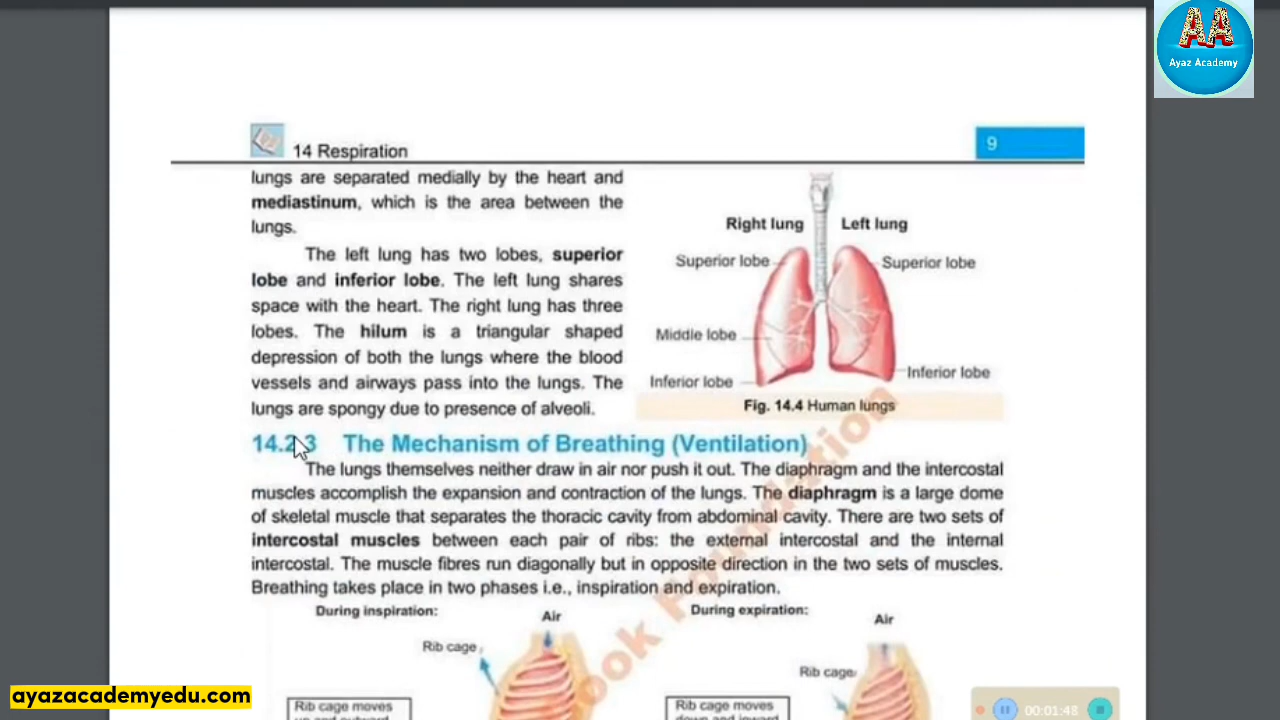 AA
Ayaz Academy
14 Respiration
9
lungs are separated medially by the heart and
mediastinum, which is the area between the
lungs.
The left lung has two lobes, superior
lobe and inferior lobe. The left lung shares
space with the heart. The right lung has three
lobes. The hilum is a triangular shaped
depression of both the lungs where the blood
vessels and airways pass into the lungs. The
lungs are spongy due to presence of alveoli.
Right lung
Left lung
Superior lobe
Superior lobe
Middle lobe
Inferior lobe
Inferior lobe
Fig. 14.4 Human lungs
14.2.3 The Mechanism of Breathing (Ventilation)
The lungs themselves neither draw in air nor push it out. The diaphragm and the intercostal
muscles accomplish the expansion and contraction of the lungs. The diaphragm is a large dome
of skeletal muscle that separates the thoracic cavity from abdominal cavity. There are two sets of
intercostal muscles between each pair of ribs: the external intercostal and the internal
intercostal. The muscle fibres run diagonally but in opposite direction in the two sets of muscles.
Breathing takes place in two phases i.e., inspiration and expiration.
During inspiration:
Air
Rib cage
Rib cage moves
up and outward
During expiration:
Air
Rib cage
Rib cage moves
down and inward
ook Foundation
ayazacademyedu.com
00:01:48